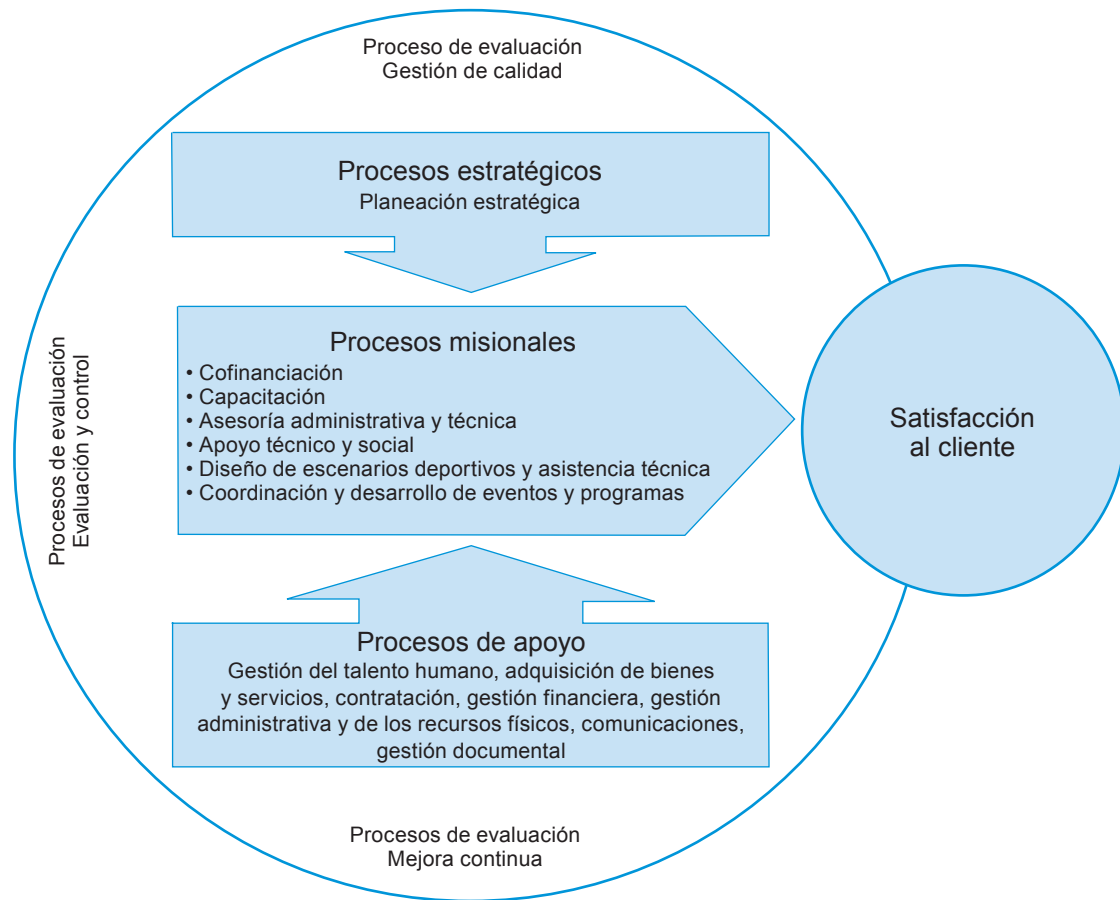 Proceso de evaluación
Gestión de calidad
Procesos estratégicos
Planeación estratégica
Procesos de evaluación
Evaluación y control
Procesos misionales
• Cofinanciación
• Capacitación
• Asesoría administrativa y técnica
• Apoyo técnico y social
• Diseño de escenarios deportivos y asistencia técnica
• Coordinación y desarrollo de eventos y programas
Satisfacción
al cliente
Procesos de apoyo
Gestión del talento humano, adquisición de bienes
y servicios, contratación, gestión financiera, gestión
administrativa y de los recursos físicos, comunicaciones,
gestión documental
Procesos de evaluación
Mejora continua